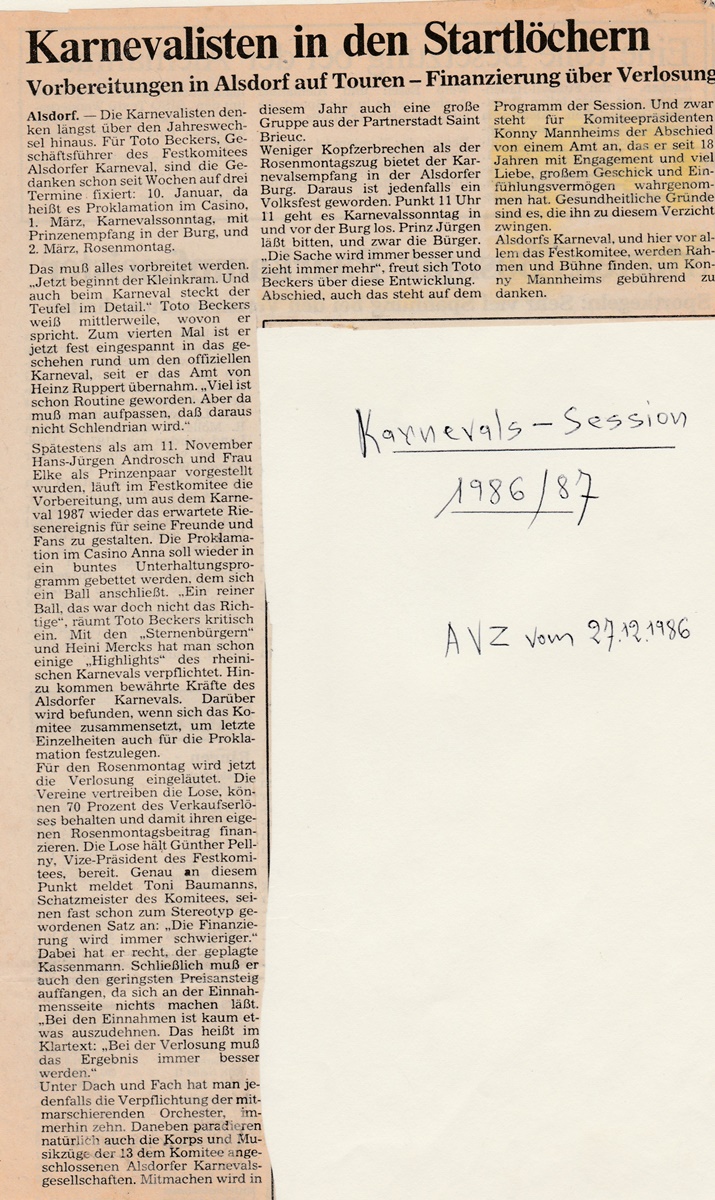 Karnevalisten in den Startlöchern
Vorbereitungen in Alsdorf auf Touren – Finanzierung über Verlosung
Alsdorf. — Die Karnevalisten den-
ken längst über den Jahreswech-
sel hinaus. Für Toto Beckers, Ge-
schäftsführer des Festkomitees
Alsdorfer Karneval, sind die Ge-
danken schon seit Wochen auf drei
Termine fixiert: 10. Januar, da
heißt es Proklamation im Casino,
1. März, Karnevalssonntag, mit
Prinzenempfang in der Burg, und
2. März, Rosenmontag.
Das muß alles vorbreitet werden.
„Jetzt beginnt der Kleinkram. Und
auch beim Karneval steckt der
Teufel im Detail.“ Toto Beckers
weiß mittlerweile, wovon er
spricht. Zum vierten Mal ist er
jetzt fest eingespannt in das ge-
schehen rund um den offiziellen
Karneval, seit er das Amt von
Heinz Ruppert übernahm. „Viel ist
schon Routine geworden. Aber da
muß man aufpassen, daß daraus
nicht Schlendrian wird.“
Spätestens als am 11. November
Hans-Jürgen Androsch und Frau
Elke als Prinzenpaar vorgestellt
wurden, läuft im Festkomitee die
Vorbereitung, um aus dem Karne-
val 1987 wieder das erwartete Rie-
senereignis für seine Freunde und
Fans zu gestalten. Die Proklama-
tion im Casino Anna soll wieder in
ein buntes Unterhaltungspro-
gramm gebettet werden, dem sich
ein Ball anschließt. „Ein reiner
Ball, das war doch nicht das Rich-
tige“, räumt Toto Beckers kritisch
ein. Mit den „Sternenbürgern“
und Heini Mercks hat man schon
einige „Highlights“ des rheini-
schen Karnevals verpflichtet. Hin-
zu kommen bewährte Kräfte des
Alsdorfer Karnevals. Darüber
wird befunden, wenn sich das Ko-
mitee zusammensetzt, um letzte
Einzelheiten auch für die Prokla-
mation festzulegen.
Für den Rosenmontag wird jetzt
die Verlosung eingeläutet. Die
Vereine vertreiben die Lose, kön-
nen 70 Prozent des Verkaufserlö-
ses behalten und damit ihren eige-
nen Rosenmontagsbeitrag finan-
zieren. Die Lose hält Günther Pell-
ny, Vize-Präsident des Festkomi-
tees, bereit. Genau an diesem
Punkt meldet Toni Baumanns,
Schatzmeister des Komitees, sei-
nen fast schon zum Stereotyp ge-
wordenen Satz an: „Die Finanzie-
rung wird immer schwieriger.“
Dabei hat er recht, der geplagte
Kassenmann. Schließlich muß er
auch den geringsten Preisansteig
auffangen, da sich an der Einnah-
mensseite nichts machen läßt.
„Bei den Einnahmen ist kaum et-
was auszudehnen. Das heißt im
Klartext: „Bei der Verlosung muß
das Ergebnis immer besser
werden.“
Unter Dach und Fach hat man je-
denfalls die Verpflichtung der mit-
marschierenden Orchester, im-
merhin zehn. Daneben paradieren
natürlich auch die Korps und Mu-
sikzüge der 13 dem Komitee ange-
schlossenen Alsdorfer Karnevals-
gesellschaften. Mitmachen wird in
diesem Jahr auch eine große
Gruppe aus der Partnerstadt Saint
Brieuc.
Weniger Kopfzerbrechen als der
Rosenmontagszug bietet der Kar-
nevalsempfang in der Alsdorfer
Burg. Daraus ist jedenfalls ein
Volksfest geworden. Punkt 11 Uhr
11 geht es Karnevalssonntag in
und vor der Burg los. Prinz Jürgen
läßt bitten, und zwar die Bürger.
„Die Sache wird immer besser und
zieht immer mehr“, freut sich Toto
Beckers über diese Entwicklung.
Abschied, auch das steht auf dem
Programm der Session. Und zwar
steht für Komiteepräsidenten
Konny Mannheims der Abschied
von einem Amt an, das er seit 18
Jahren mit Engagement und viel
Liebe, großem Geschick und Ein-
fühlungsvermögen wahrgenom-
men hat. Gesundheitliche Gründe
sind es, die ihn zu diesem Verzicht
zwingen.
Alsdorfs Karneval, und hier vor al-
lem das Festkomitee, werden Rah-
men und Bühne finden, um Kon-
ny Mannheims gebührend zu
danken.
Karnevals – Session
1986/87
AVZ vom 27.12.1986